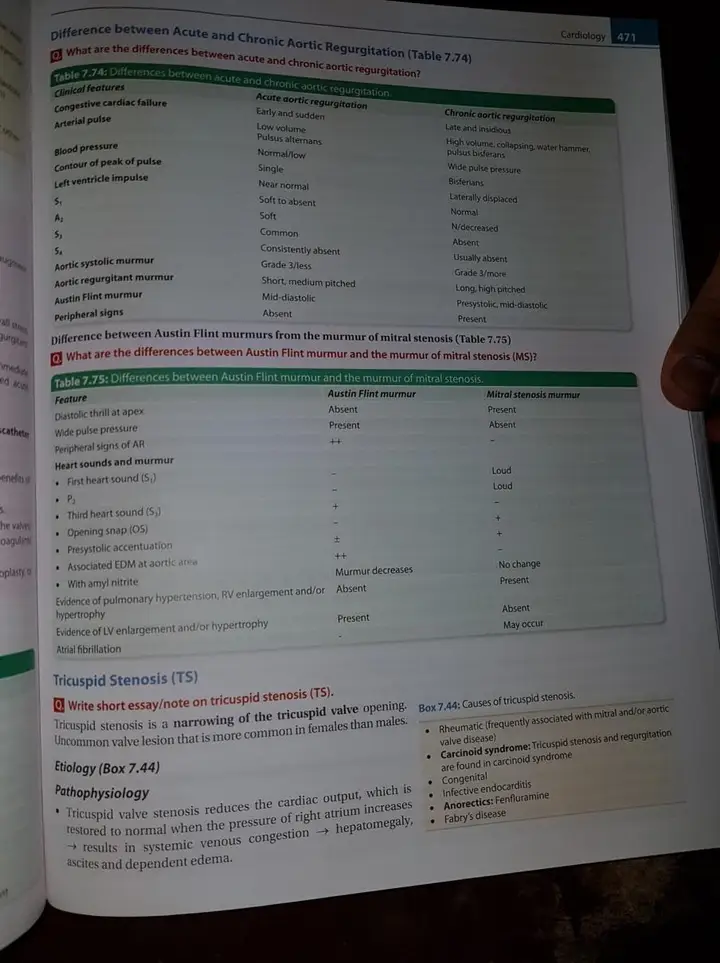 Cardiology 471
Difference between Acute and Chronic Aortic Regurgitation (Table 7.74)
Q. What are the differences between acute and chronic aortic regurgitation?
Table 7.74: Differences between acute and chronic aortic regurgitation.
Clinical features Acute aortic regurgitation Chronic aortic regurgitation
Congestive cardiac failure Early and sudden Late and insidious
Arterial pulse Low volume High volume, collapsing, water hammer,
Pulsus alternans pulsus bisferans
Blood pressure Normal/low Wide pulse pressure
Contour of peak of pulse Single Bisferians
Left ventricle impulse Near normal Laterally displaced
S1 Soft to absent Normal
A2 Soft N/decreased
S3 Common Absent
S4 Consistently absent Usually absent
Aortic systolic murmur Grade 3/less Grade 3/more
Aortic regurgitant murmur Short, medium pitched Long, high pitched
Austin Flint murmur Mid-diastolic Presystolic, mid-diastolic
Peripheral signs Absent Present
Difference between Austin Flint murmurs from the murmur of mitral stenosis (Table 7.75)
Q. What are the differences between Austin Flint murmur and the murmur of mitral stenosis (MS)?
Table 7.75: Differences between Austin Flint murmur and the murmur of mitral stenosis.
Feature Austin Flint murmur Mitral stenosis murmur
Diastolic thrill at apex Absent Present
Wide pulse pressure Present Absent
Peripheral signs of AR ++ –
Heart sounds and murmur
• First heart sound (S1) – Loud
• P2 – Loud
• Third heart sound (S3) + –
• Opening snap (OS) – +
• Presystolic accentuation ± +
• Associated EDM at aortic area ++ –
• With amyl nitrite Murmur decreases No change
Evidence of pulmonary hypertension, RV enlargement and/or Absent Present
hypertrophy
Evidence of LV enlargement and/or hypertrophy Present Absent
Atrial fibrillation - May occur
Tricuspid Stenosis (TS)
Q. Write short essay/note on tricuspid stenosis (TS).
Tricuspid stenosis is a narrowing of the tricuspid valve opening.
Uncommon valve lesion that is more common in females than males.
Etiology (Box 7.44)
Pathophysiology
• Tricuspid valve stenosis reduces the cardiac output, which is
restored to normal when the pressure of right atrium increases
→ results in systemic venous congestion → hepatomegaly,
ascites and dependent edema.
Box 7.44: Causes of tricuspid stenosis.
• Rheumatic (frequently associated with mitral and/or aortic
valve disease)
• Carcinoid syndrome: Tricuspid stenosis and regurgitation
are found in carcinoid syndrome
• Congenital
• Infective endocarditis
• Anorectics: Fenfluramine
• Fabry's disease